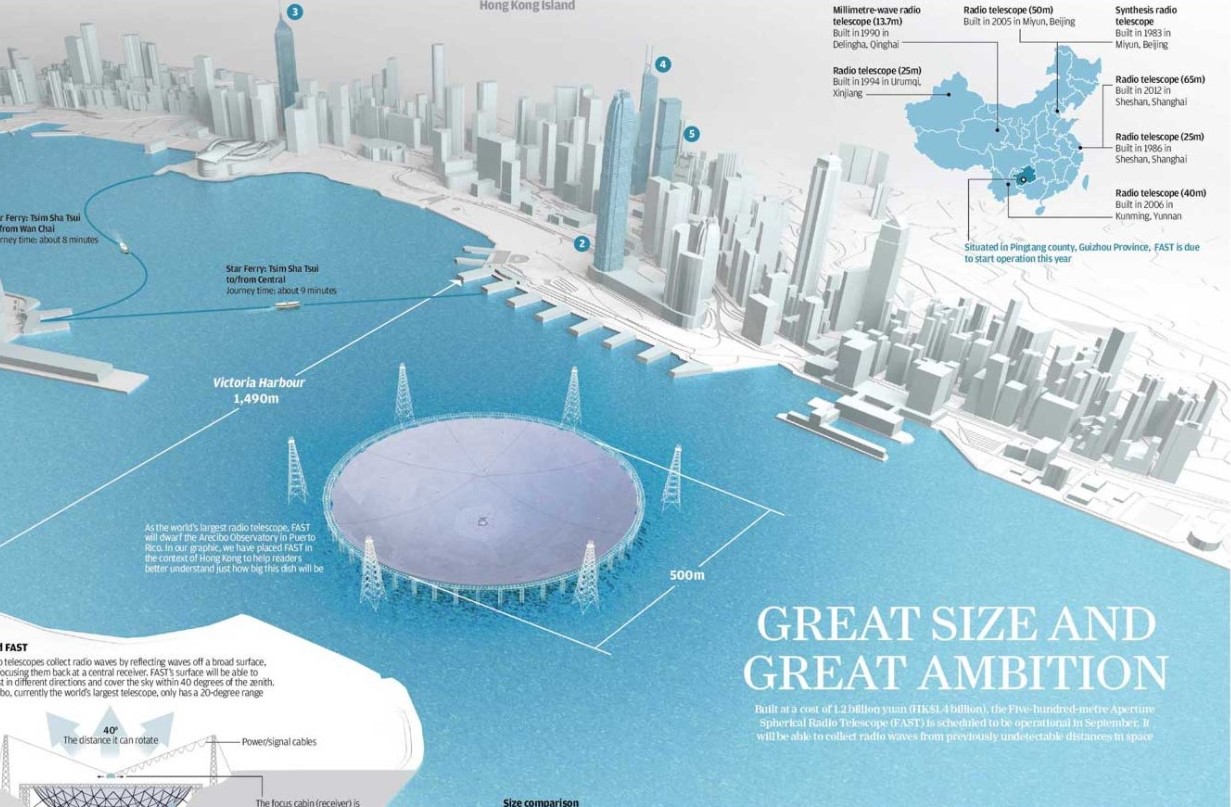 Hong Kong Island
3
4
5
2
Millimetre-wave radio
telescope (13.7m)
Built in 1990 in
Delingha, Qinghai
Radio telescope (50m)
Built in 2005 in Miyun, Beijing
Synthesis radio
telescope
Built in 1983 in
Miyun, Beijing
Radio telescope (25m)
Built in 1994 in Urumqi,
Xinjiang
Radio telescope (65m)
Built in 2012 in
Sheshan, Shanghai
Radio telescope (25m)
Built in 1986 in
Sheshan, Shanghai
Radio telescope (40m)
Built in 2006 in
Kunming, Yunnan
Situated in Pingtang county, Guizhou Province, FAST is due
to start operation this year
r Ferry: Tsim Sha Tsui
from Wan Chai
rney time: about 8 minutes
Star Ferry: Tsim Sha Tsui
to/from Central
Journey time: about 9 minutes
Victoria Harbour
1,490m
As the world's largest radio telescope, FAST
will dwarf the Arecibo Observatory in Puerto
Rico. In our graphic, we have placed FAST in
the context of Hong Kong to help readers
better understand just how big this dish will be
500m
GREAT SIZE AND
GREAT AMBITION
Built at a cost of 1.2 billion yuan (HK$1.4 billion), the Five-hundred-metre Aperture
Spherical Radio Telescope (FAST) is scheduled to be operational in September. It
will be able to collect radio waves from previously undetectable distances in space
d FAST
o telescopes collect radio waves by reflecting waves off a broad surface,
ocusing them back at a central receiver. FAST's surface will be able to
st in different directions and cover the sky within 40 degrees of the zenith.
bo, currently the world's largest telescope, only has a 20-degree range
40°
The distance it can rotate
Power/signal cables
The focus cabin (receiver) is
Size comparison